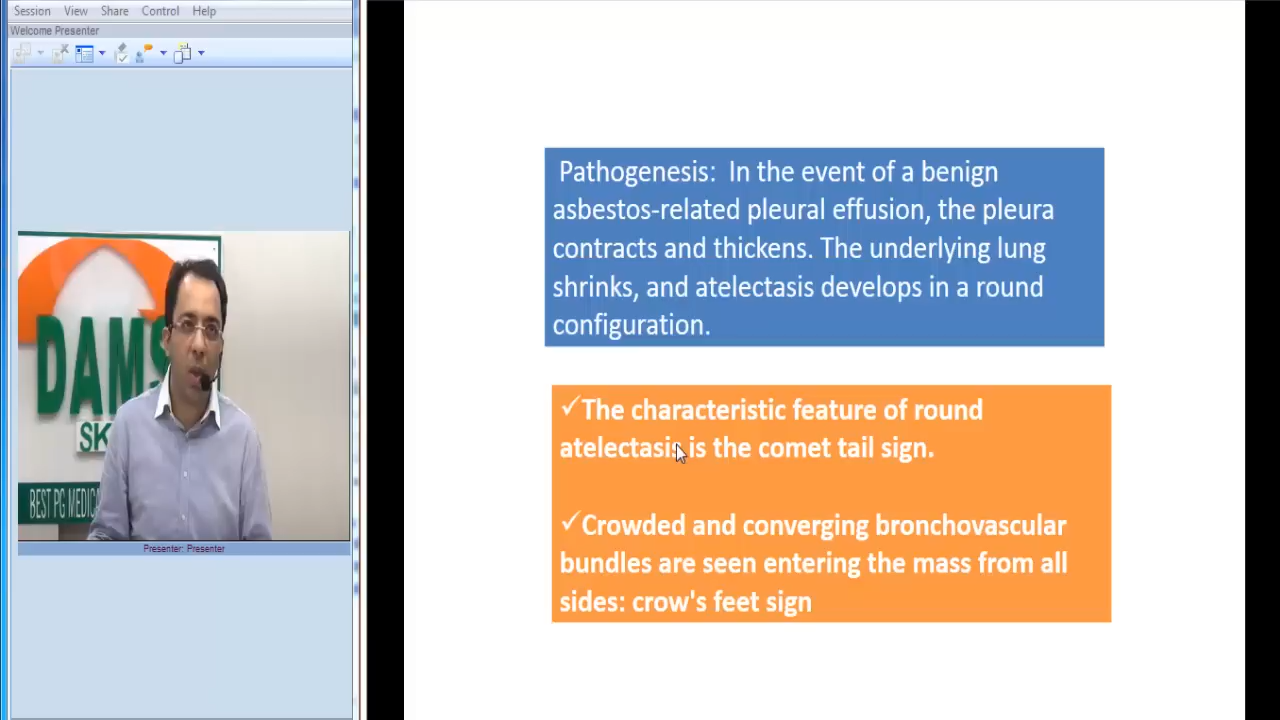 Session View Share Control Help
Welcome Presenter
DAMS
SK
BEST PG MEDIC
Presenter: Presenter
Pathogenesis: In the event of a benign
asbestos-related pleural effusion, the pleura
contracts and thickens. The underlying lung
shrinks, and atelectasis develops in a round
configuration.
✓The characteristic feature of round
atelectasis is the comet tail sign.
✓Crowded and converging bronchovascular
bundles are seen entering the mass from all
sides: crow's feet sign